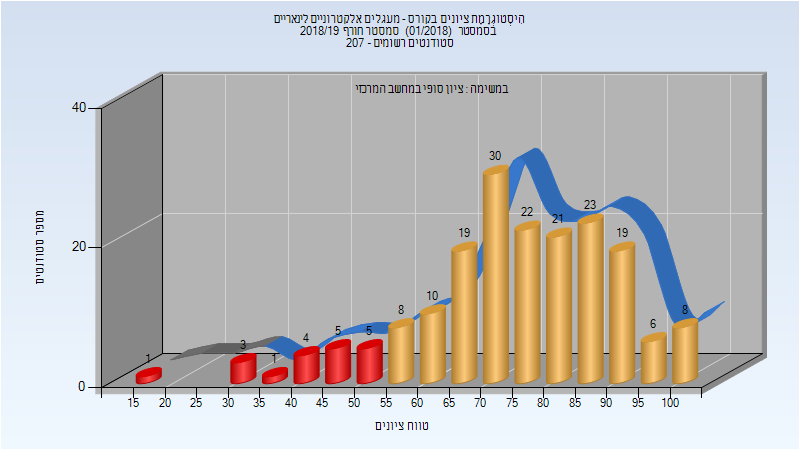 היסטוגרמת ציונים בקורס - מעגלים אלקטרוניים לינאריים
בסמסטר (01/2018) סמסטר חורף 2018/19
סטודנטים רשומים - 207
במשימה : ציון סופי במחשב המרכזי
מספר סטודנטים
40
20
0
1
3
1
4
5
5
8
10
19
30
22
21
23
19
6
8
15 20 25 30 35 40 45 50 55 60 65 70 75 80 85 90 95 100
טווח ציונים